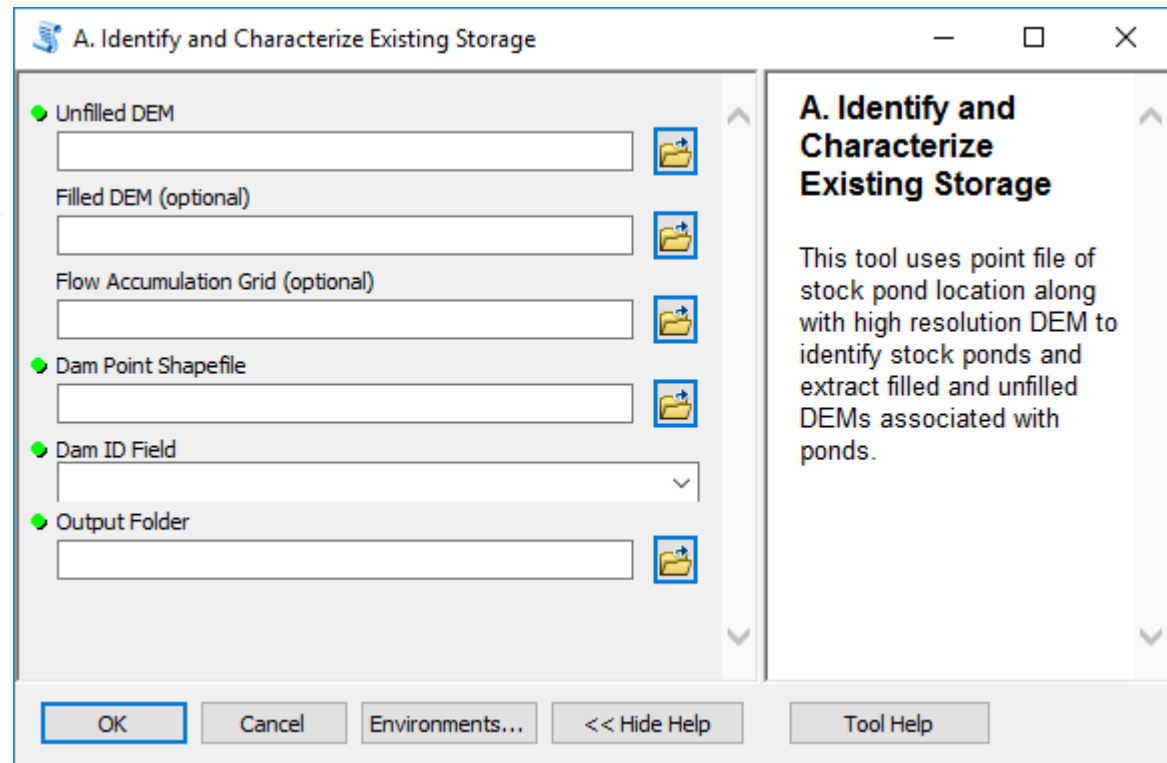 A. Identify and Characterize Existing Storage
Unfilled DEM
Filled DEM (optional)
Flow Accumulation Grid (optional)
Dam Point Shapefile
Dam ID Field
Output Folder
A. Identify and
Characterize
Existing Storage
This tool uses point file of
stock pond location along
with high resolution DEM to
identify stock ponds and
extract filled and unfilled
DEMs associated with
ponds.
OK
Cancel
Environments...
<< Hide Help
Tool Help